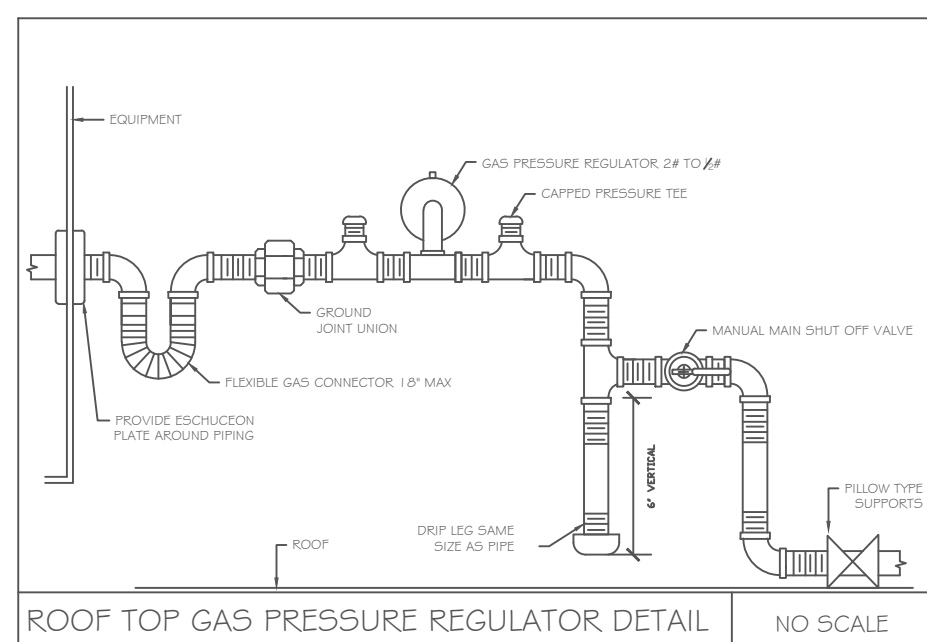 EQUIPMENT
GAS PRESSURE REGULATOR 2# TO ½#
CAPPED PRESSURE TEE
GROUND
JOINT UNION
MANUAL MAIN SHUT OFF VALVE
FLEXIBLE GAS CONNECTOR 18" MAX
PROVIDE ESCHUCEON
PLATE AROUND PIPING
6" VERTICAL
PILLOW TYPE
SUPPORTS
DRIP LEG SAME
SIZE AS PIPE
ROOF
ROOF TOP GAS PRESSURE REGULATOR DETAIL
NO SCALE